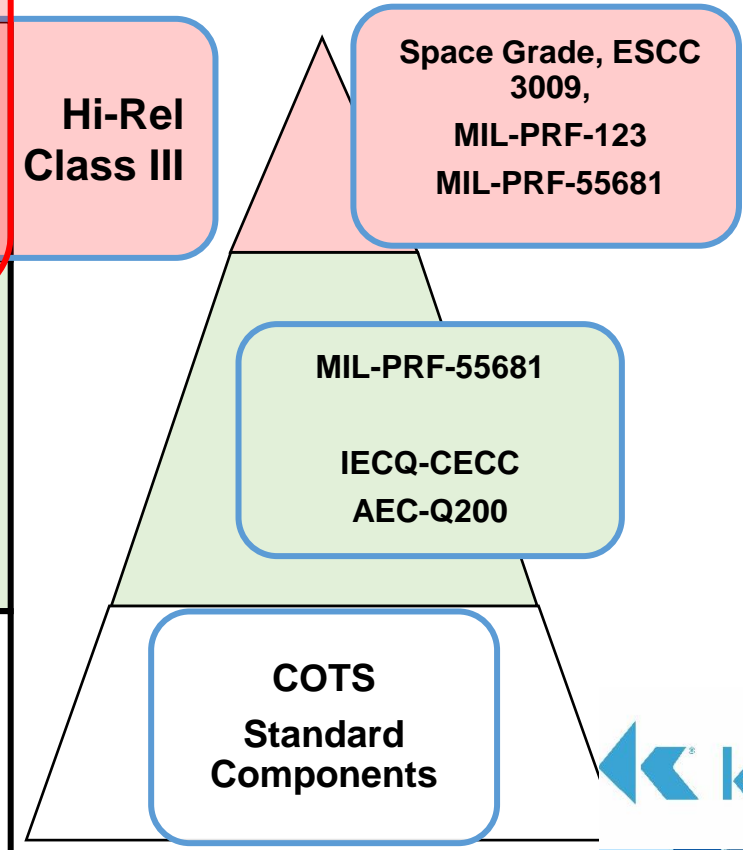 Hi-Rel
Class III
Space Grade, ESCC
3009,
MIL-PRF-123
MIL-PRF-55681
MIL-PRF-55681
IECQ-CECC
AEC-Q200
COTS
Standard
Components